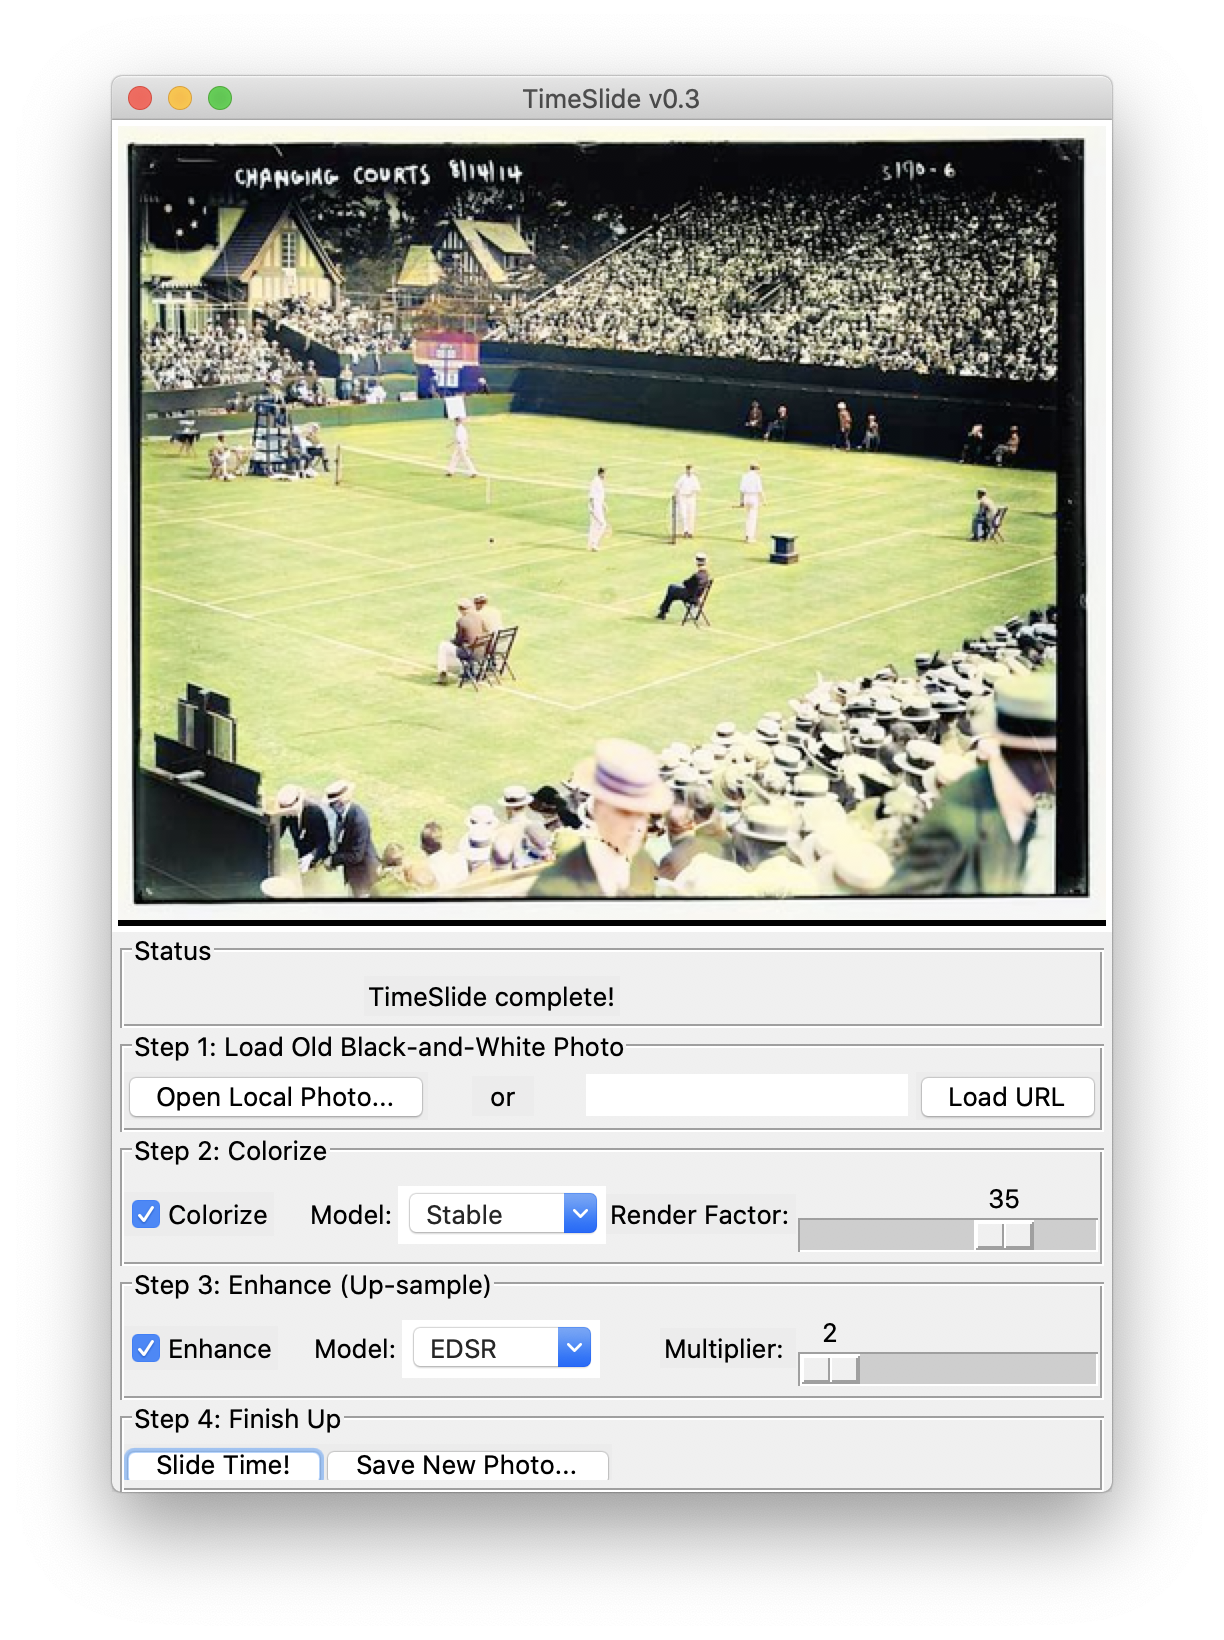 TimeSlide v0.3
CHANGING COURTS 8/14/14
3190-6
Status
TimeSlide complete!
Step 1: Load Old Black-and-White Photo
Open Local Photo... or Load URL
Step 2: Colorize
Colorize Model: Stable Render Factor: 35
Step 3: Enhance (Up-sample)
Enhance Model: EDSR Multiplier: 2
Step 4: Finish Up
Slide Time! Save New Photo...